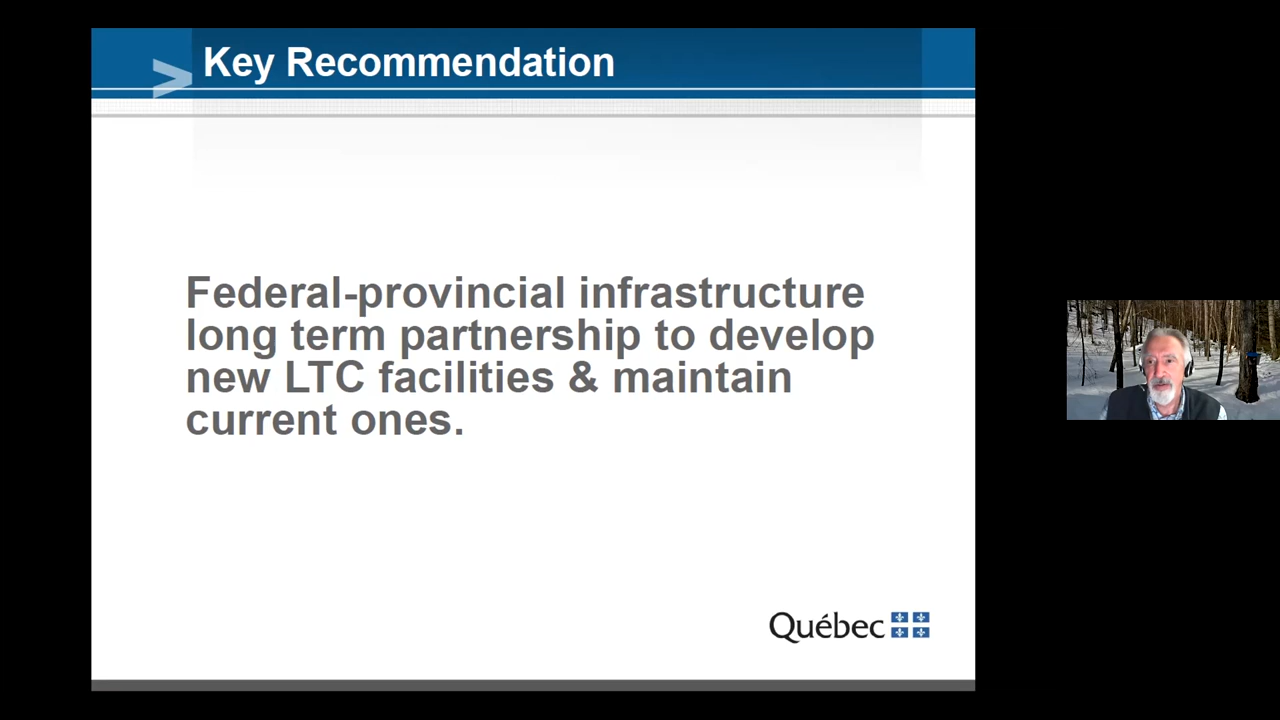 Key Recommendation
Federal-provincial infrastructure
long term partnership to develop
new LTC facilities & maintain
current ones.
Québec